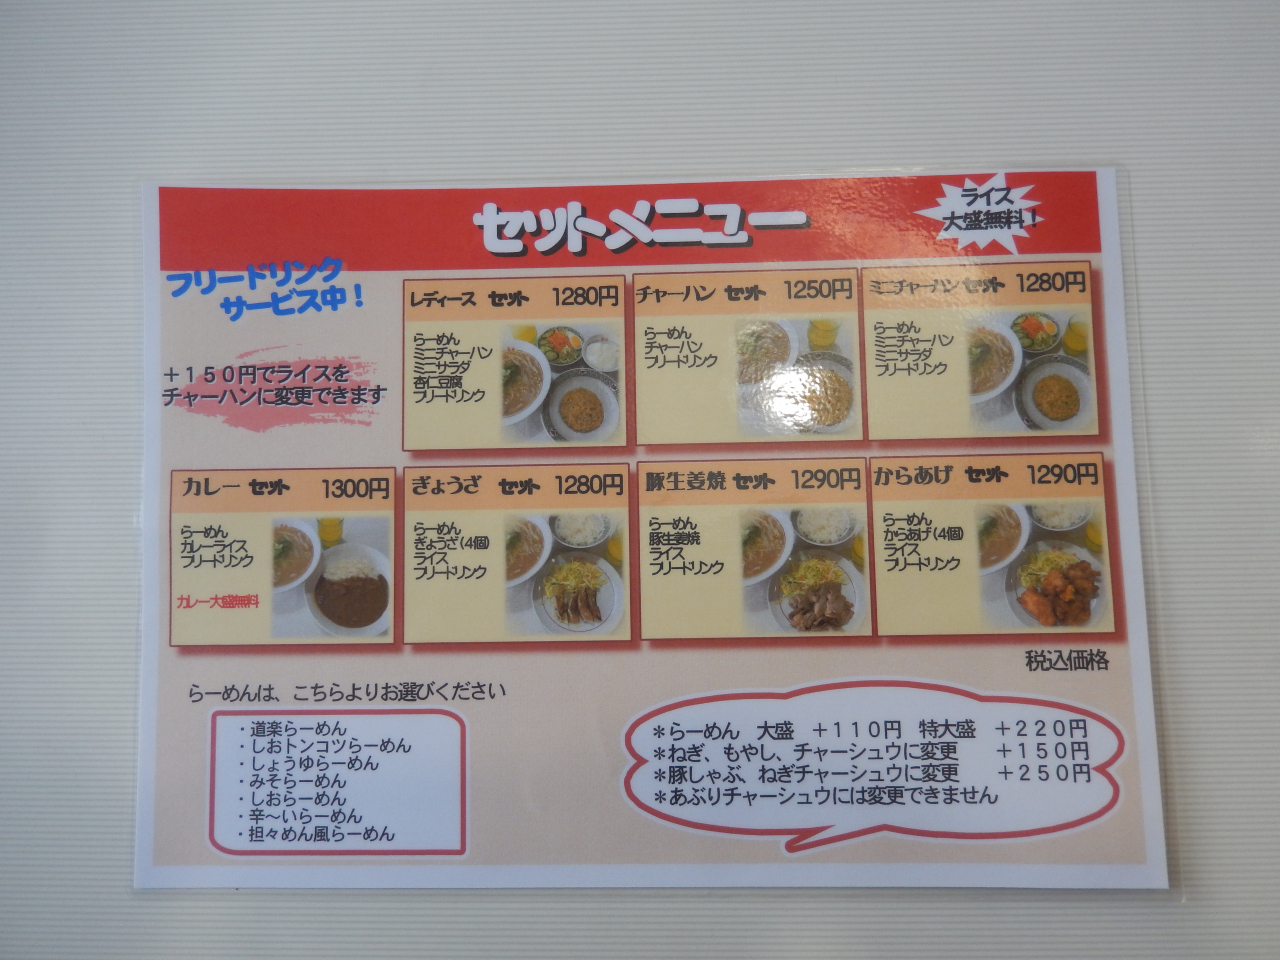 セットメニュー
ライス
大盛無料！
フリードリンク
サービス中！
＋１５０円でライスを
チャーハンに変更できます
レディース セット 1280円
らーめん
ミニチャーハン
ミニサラダ
杏仁豆腐
フリードリンク
チャーハン セット 1250円
らーめん
チャーハン
フリードリンク
ミニチャーハン セット 1280円
らーめん
ミニチャーハン
ミニサラダ
フリードリンク
カレー セット 1300円
らーめん
カレーライス
フリードリンク
カレー大盛無料
ぎょうざ セット 1280円
らーめん
ぎょうざ（4個）
ライス
フリードリンク
豚生姜焼 セット 1290円
らーめん
豚生姜焼
ライス
フリードリンク
からあげ セット 1290円
らーめん
からあげ（4個）
ライス
フリードリンク
税込価格
らーめんは、こちらよりお選びください
・道楽らーめん
・しおトンコツらーめん
・しょうゆらーめん
・みそらーめん
・しおらーめん
・辛〜いらーめん
・担々めん風らーめん
＊らーめん　大盛　＋１１０円　特大盛　＋２２０円
＊ねぎ、もやし、チャーシュウに変更　＋１５０円
＊豚しゃぶ、ねぎチャーシュウに変更　＋２５０円
＊あぶりチャーシュウには変更できません